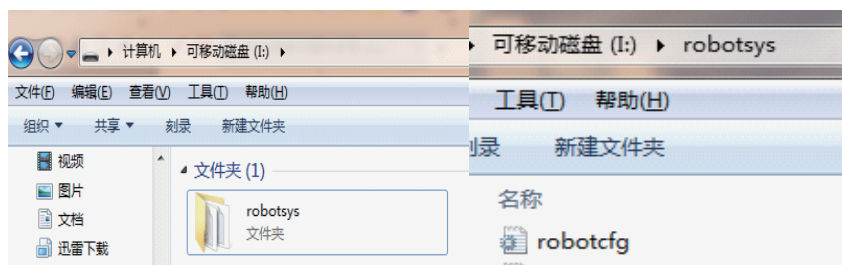 计算机 可移动磁盘 (I:)
文件(F) 编辑(E) 查看(V) 工具(T) 帮助(H)
组织 共享 刻录 新建文件夹
视频
图片
文档
迅雷下载
文件夹 (1)
robotsys
文件夹
可移动磁盘 (I:) robotsys
工具(T) 帮助(H)
刻录 新建文件夹
名称
robotcfg